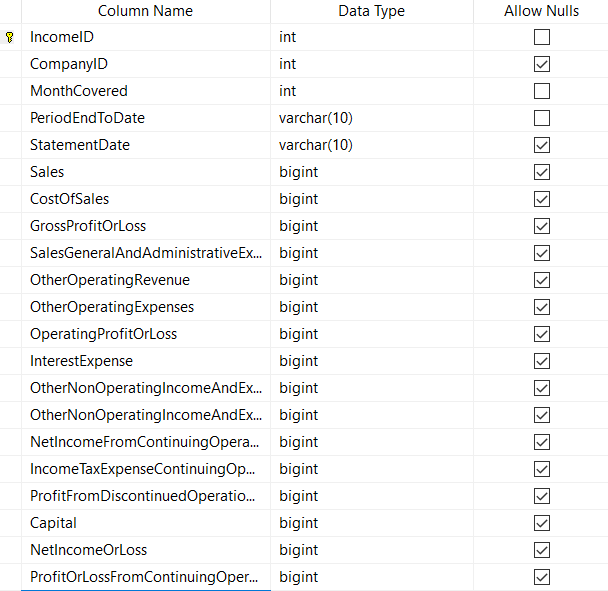 Column Name Data Type Allow Nulls
IncomeID int
CompanyID int
MonthCovered int
PeriodEndToDate varchar(10)
StatementDate varchar(10)
Sales bigint
CostOfSales bigint
GrossProfitOrLoss bigint
SalesGeneralAndAdministrativeEx... bigint
OtherOperatingRevenue bigint
OtherOperatingExpenses bigint
OperatingProfitOrLoss bigint
InterestExpense bigint
OtherNonOperatingIncomeAndEx... bigint
OtherNonOperatingIncomeAndEx... bigint
NetIncomeFromContinuingOpera... bigint
IncomeTaxExpenseContinuingOp... bigint
ProfitFromDiscontinuedOperatio... bigint
Capital bigint
NetIncomeOrLoss bigint
ProfitOrLossFromContinuingOper... bigint